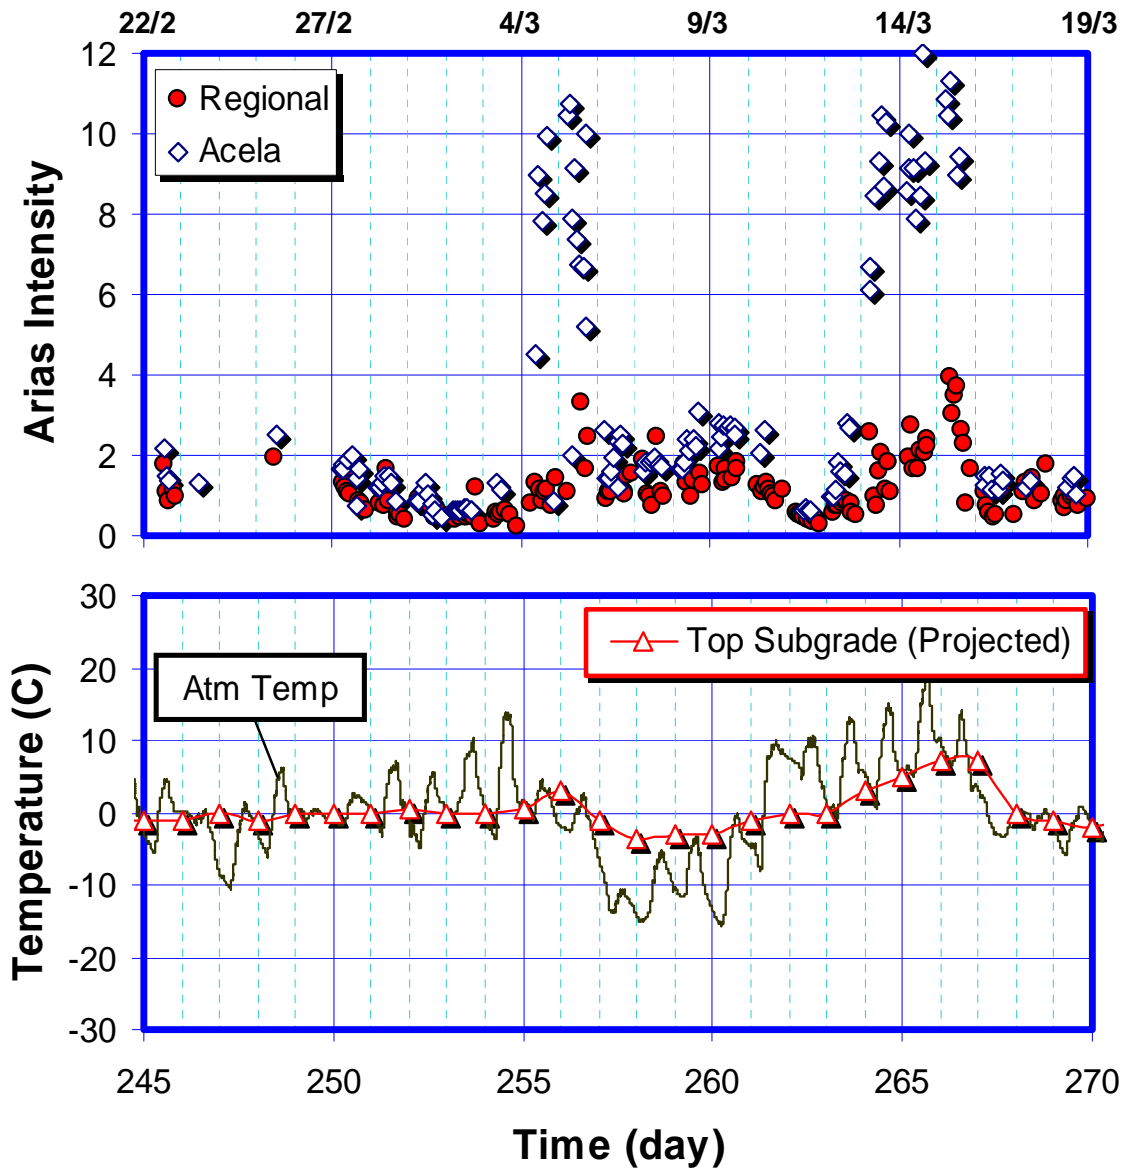 22/2 27/2 4/3 9/3 14/3 19/3
12
10
8
6
4
2
0
Arias Intensity
Regional
Acela
30
20
10
0
-10
-20
-30
Temperature (C)
Top Subgrade (Projected)
Atm Temp
245 250 255 260 265 270
Time (day)